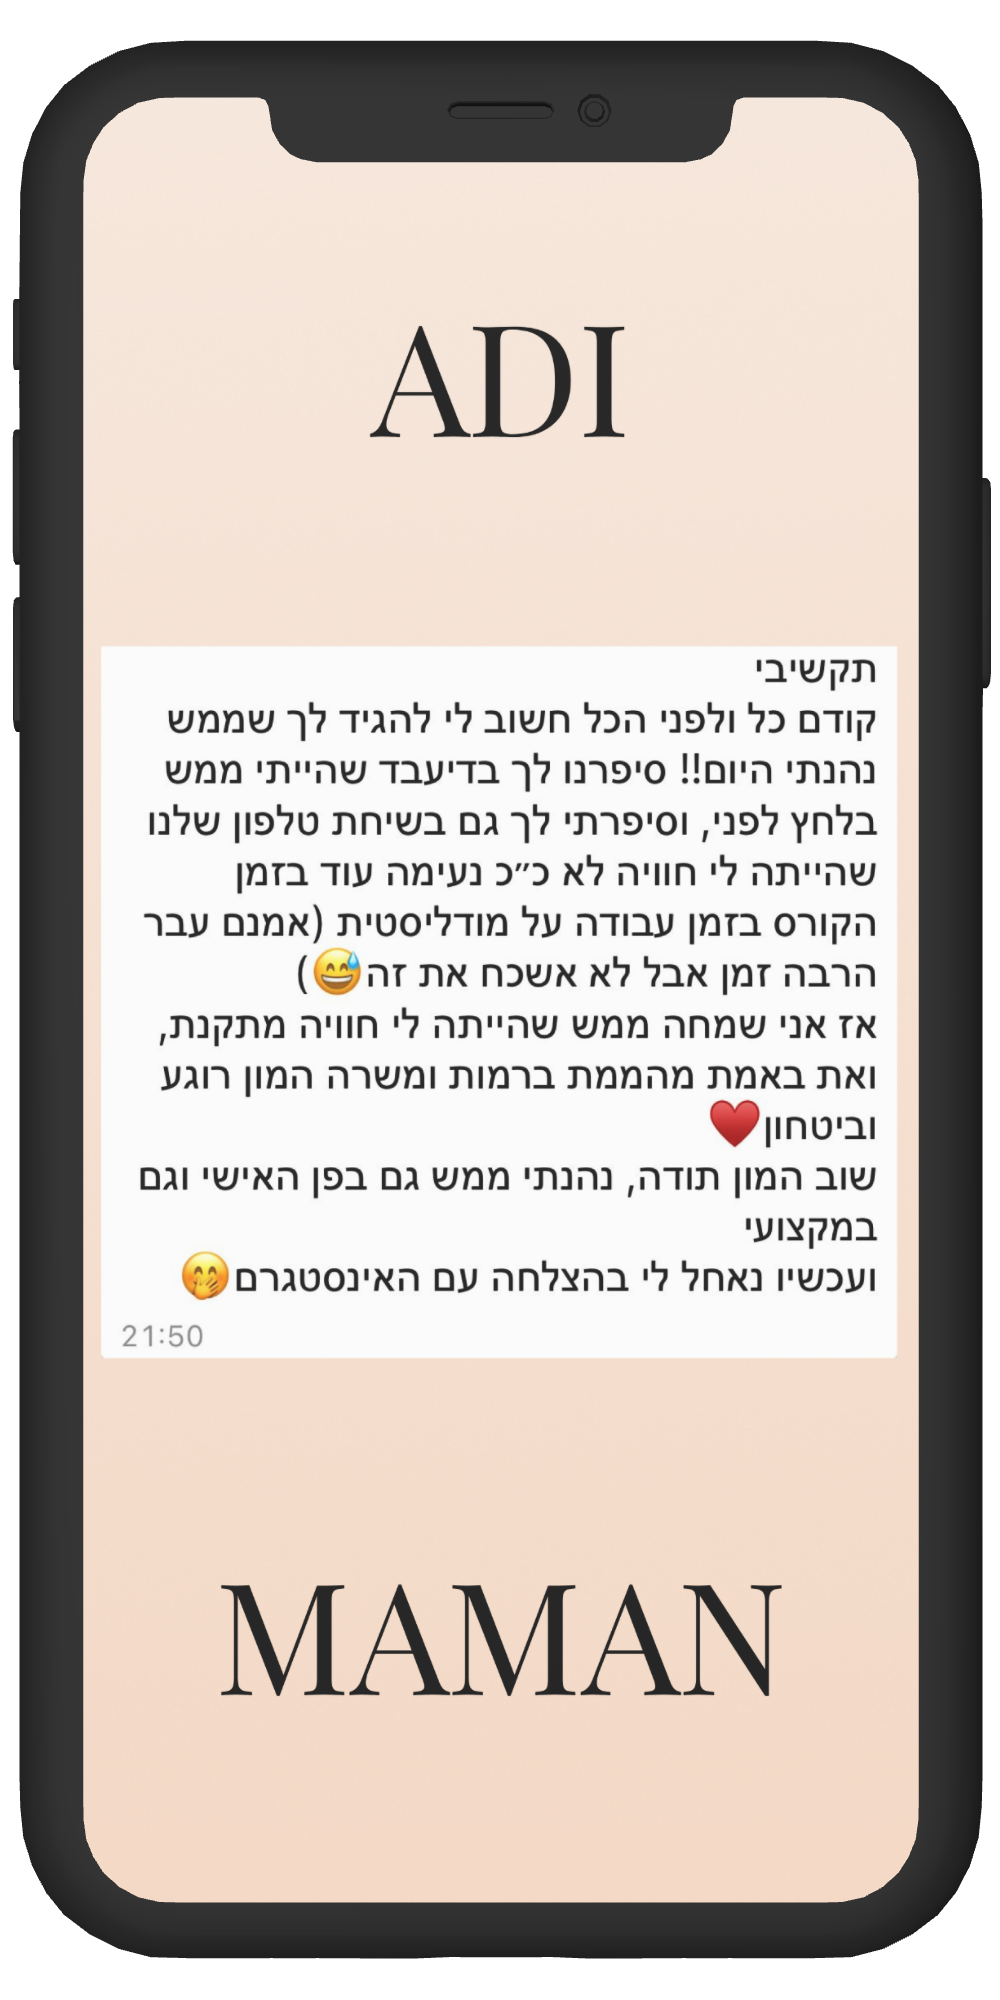 ADI
תקשיבי
קודם כל ולפני הכל חשוב לי להגיד לך שממש
נהנתי היום!! סיפרנו לך בדיעבד שהייתי ממש
בלחץ לפני, וסיפרתי לך גם בשיחת טלפון שלנו
שהייתה לי חוויה לא כ״כ נעימה עוד בזמן
הקורס בזמן עבודה על מודליסטית (אמנם עבר
הרבה זמן אבל לא אשכח את זה😅)
אז אני שמחה ממש שהייתה לי חוויה מתקנת,
ואת באמת מהממת ברמות ומשרה המון רוגע
וביטחון♥️
שוב המון תודה, נהנתי ממש גם בפן האישי וגם
במקצועי
ועכשיו נאחל לי בהצלחה עם האינסטגרם🤭
21:50
MAMAN